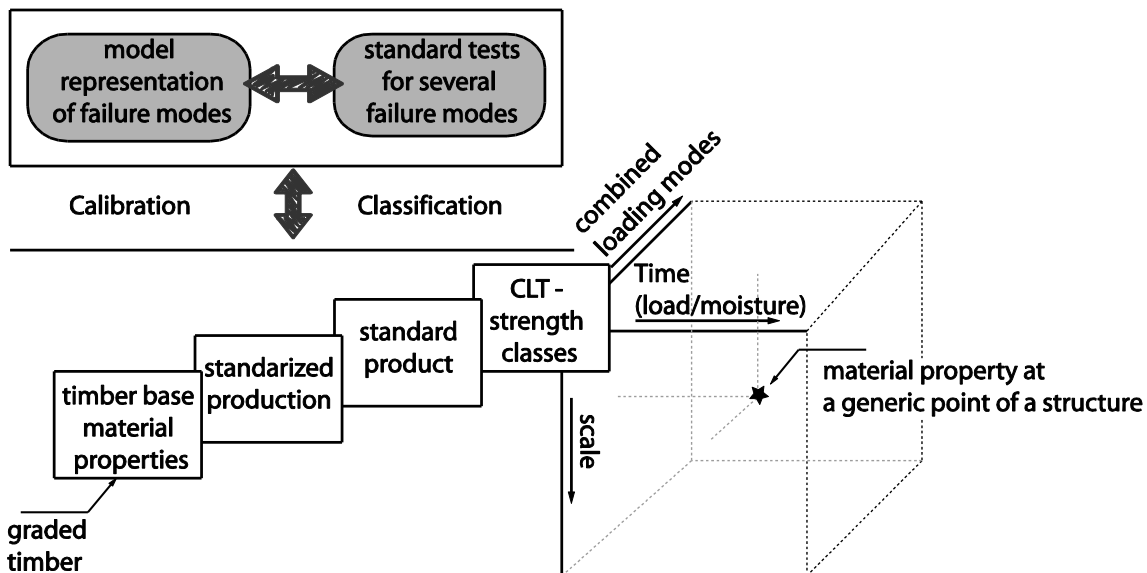 model
representation
of failure modes
standard tests
for several
failure modes
Calibration
Classification
combined
loading modes
Time
(load/moisture)
CLT -
strength
classes
standard
product
standarized
production
timber base
material
properties
scale
material property at
a generic point of a structure
graded
timber